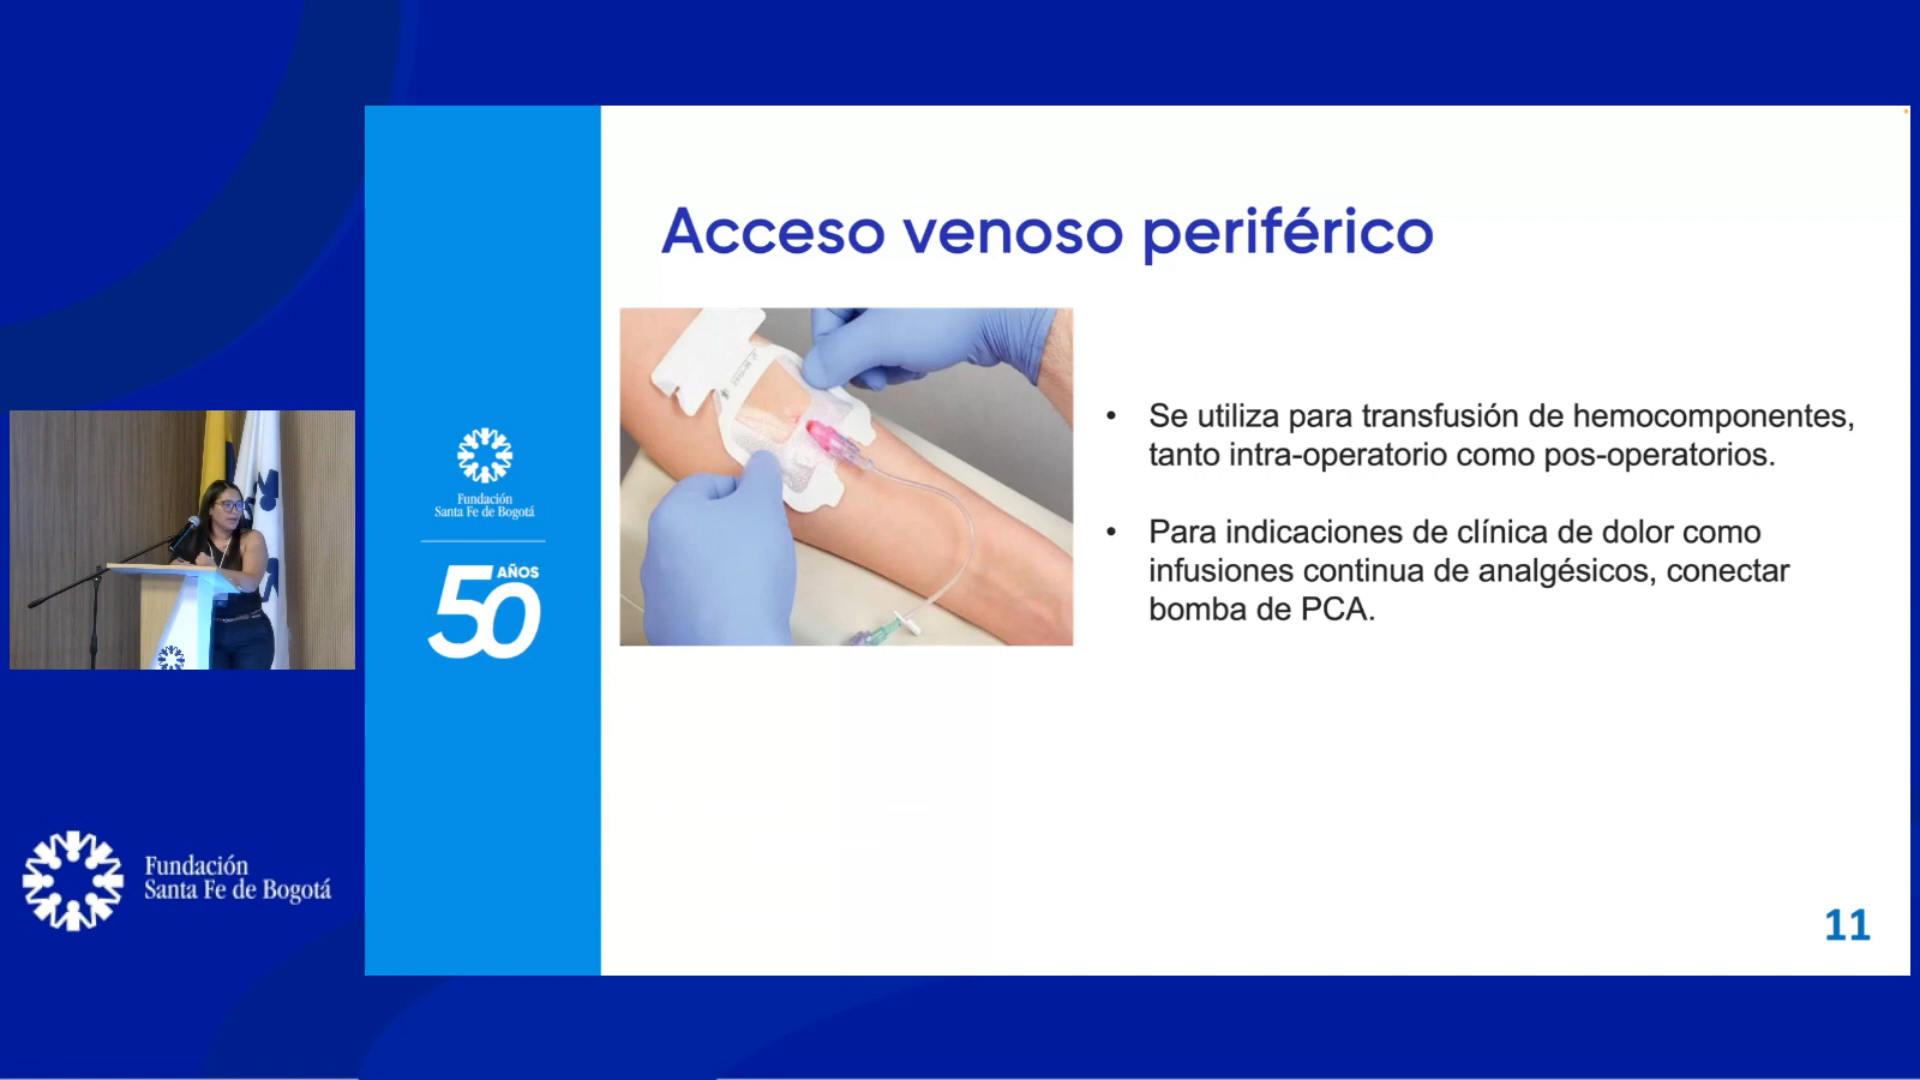 Acceso venoso periférico
• Se utiliza para transfusión de hemocomponentes,
tanto intra-operatorio como pos-operatorios.
• Para indicaciones de clínica de dolor como
infusiones continua de analgésicos, conectar
bomba de PCA.
Fundación
Santa Fe de Bogotá
50 AÑOS
Fundación
Santa Fe de Bogotá
11